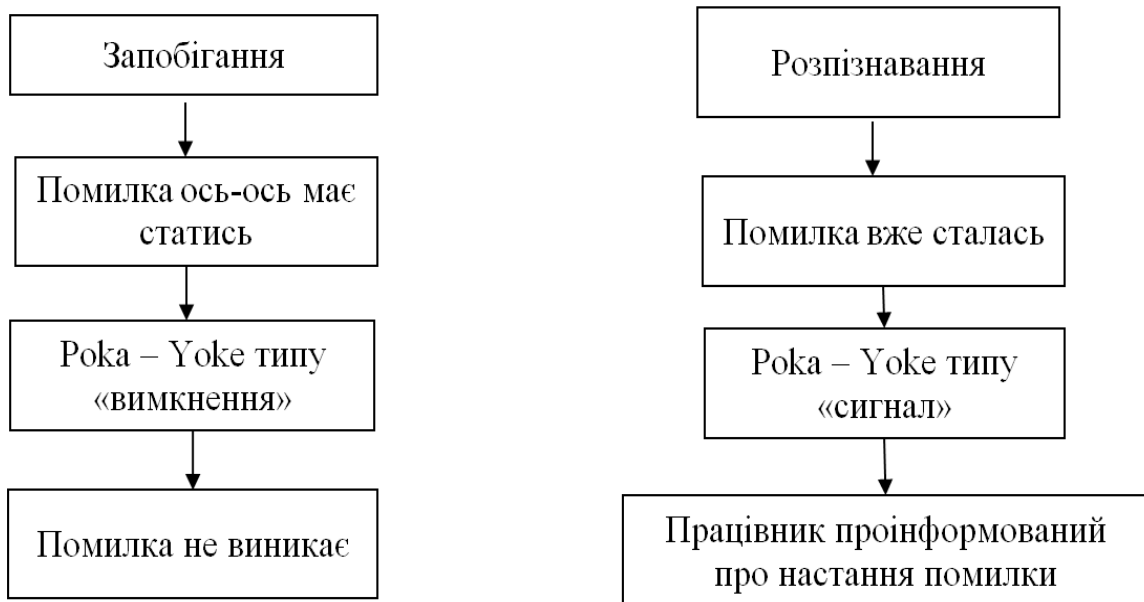 Запобігання
Помилка ось-ось має
статись
Poka – Yoke типу
«вимкнення»
Помилка не виникає
Розпізнавання
Помилка вже сталась
Poka – Yoke типу
«сигнал»
Працівник проінформований
про настання помилки